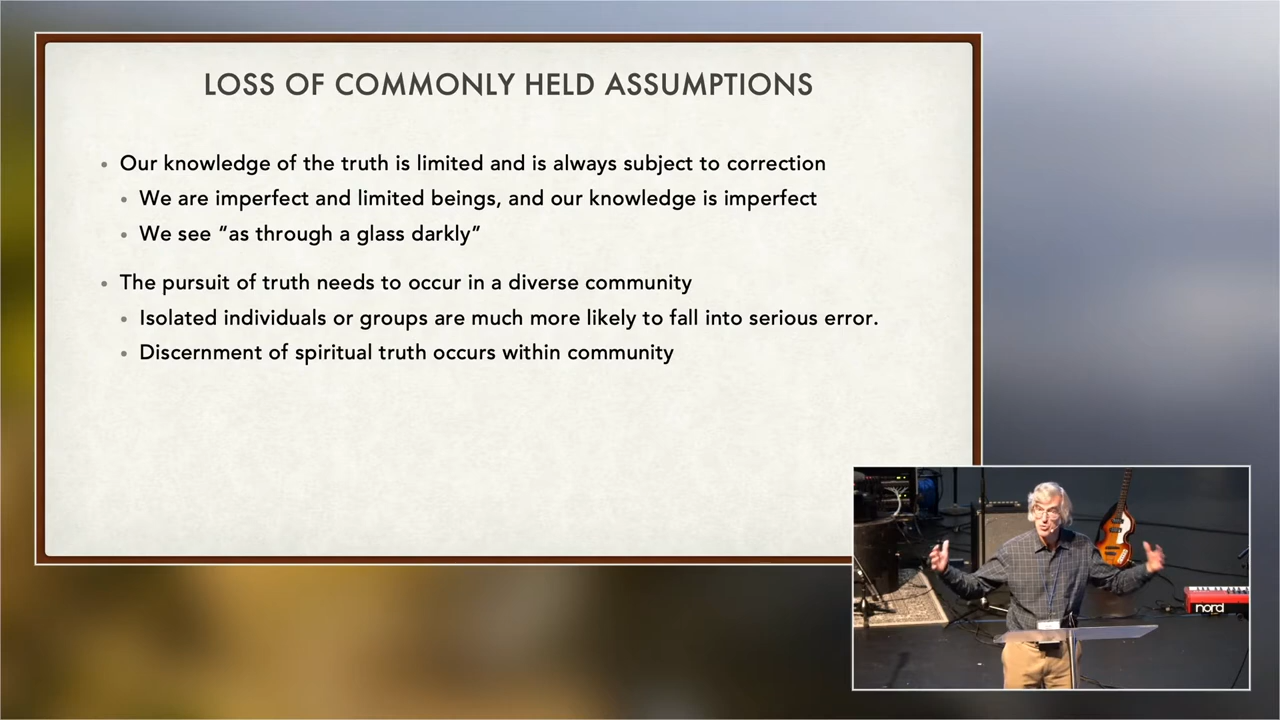 LOSS OF COMMONLY HELD ASSUMPTIONS
• Our knowledge of the truth is limited and is always subject to correction
• We are imperfect and limited beings, and our knowledge is imperfect
• We see “as through a glass darkly”
• The pursuit of truth needs to occur in a diverse community
• Isolated individuals or groups are much more likely to fall into serious error.
• Discernment of spiritual truth occurs within community
nord